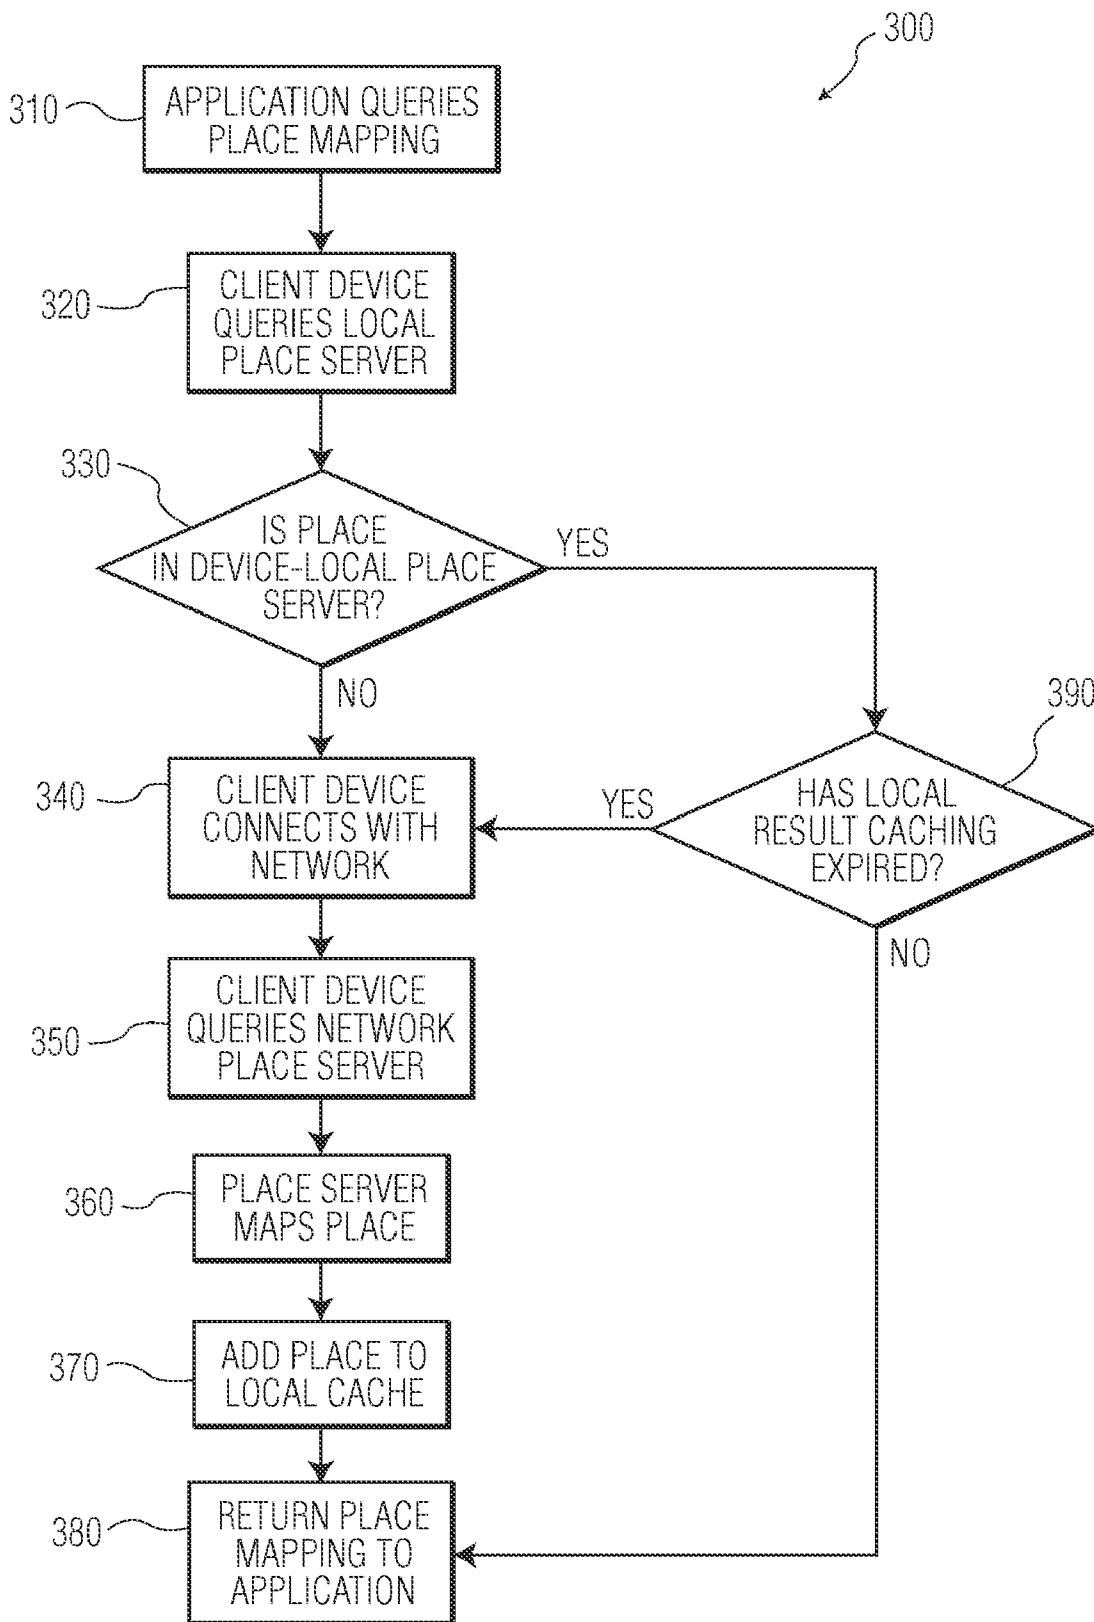 300
310
APPLICATION QUERIES
PLACE MAPPING
320
CLIENT DEVICE
QUERIES LOCAL
PLACE SERVER
330
IS PLACE
IN DEVICE-LOCAL PLACE
SERVER?
YES
NO
390
HAS LOCAL
RESULT CACHING
EXPIRED?
YES
NO
340
CLIENT DEVICE
CONNECTS WITH
NETWORK
350
CLIENT DEVICE
QUERIES NETWORK
PLACE SERVER
360
PLACE SERVER
MAPS PLACE
370
ADD PLACE TO
LOCAL CACHE
380
RETURN PLACE
MAPPING TO
APPLICATION